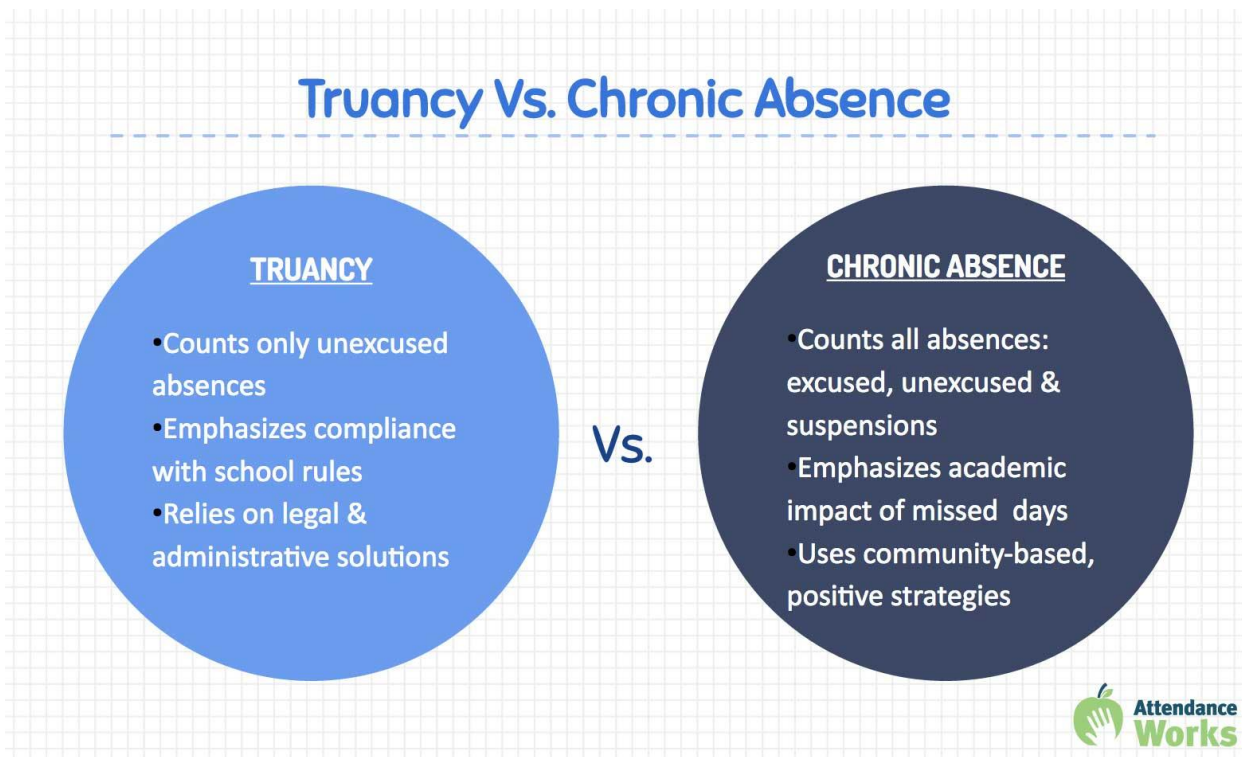 Truancy Vs. Chronic Absence
TRUANCY
•Counts only unexcused
absences
•Emphasizes compliance
with school rules
•Relies on legal &
administrative solutions
Vs.
CHRONIC ABSENCE
•Counts all absences:
excused, unexcused &
suspensions
•Emphasizes academic
impact of missed  days
•Uses community-based,
positive strategies
Attendance
Works